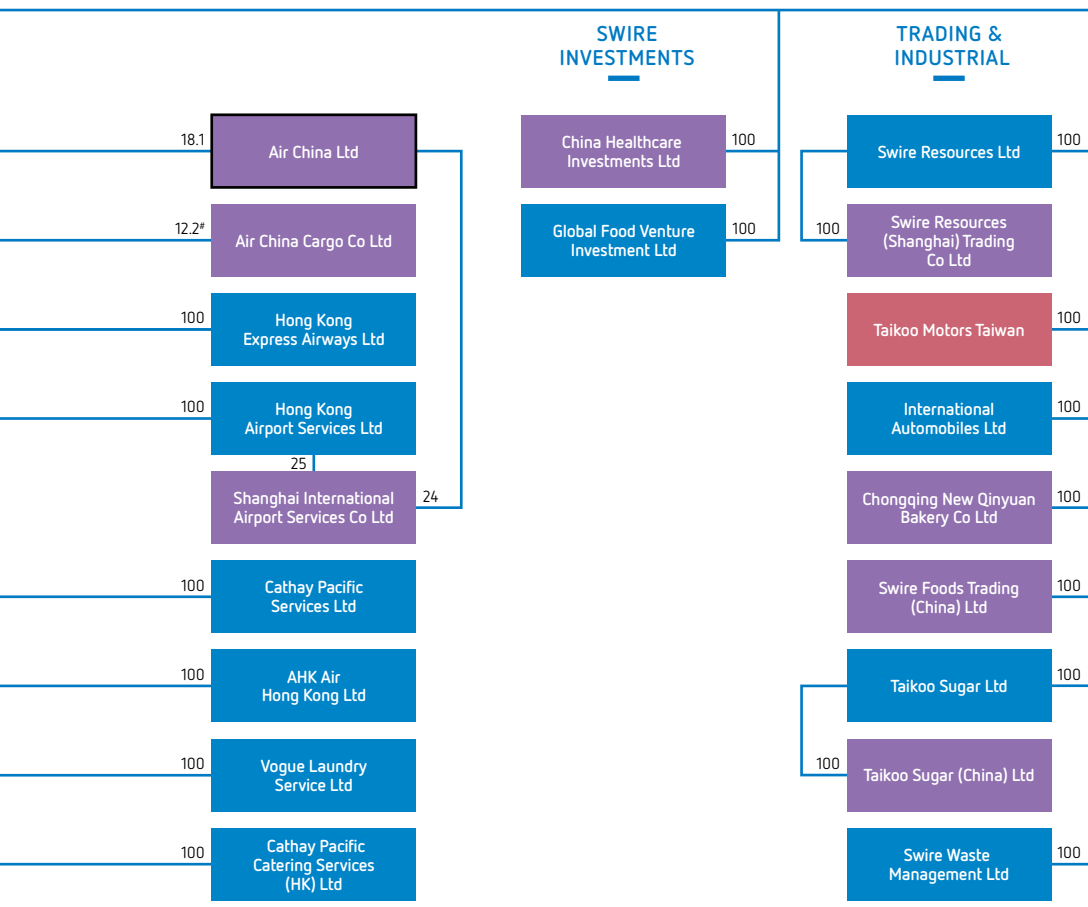 SWIRE
INVESTMENTS
TRADING &
INDUSTRIAL
18.1
Air China Ltd
12.2#
Air China Cargo Co Ltd
100
Hong Kong
Express Airways Ltd
100
Hong Kong
Airport Services Ltd
25
Shanghai International
Airport Services Co Ltd
24
100
Cathay Pacific
Services Ltd
100
AHK Air
Hong Kong Ltd
100
Vogue Laundry
Service Ltd
100
Cathay Pacific
Catering Services
(HK) Ltd
China Healthcare
Investments Ltd
100
Global Food Venture
Investment Ltd
100
Swire Resources Ltd
100
100
Swire Resources
(Shanghai) Trading
Co Ltd
Taikoo Motors Taiwan
100
International
Automobiles Ltd
100
Chongqing New Qinyuan
Bakery Co Ltd
100
Swire Foods Trading
(China) Ltd
100
Taikoo Sugar Ltd
100
100
Taikoo Sugar (China) Ltd
Swire Waste
Management Ltd
100